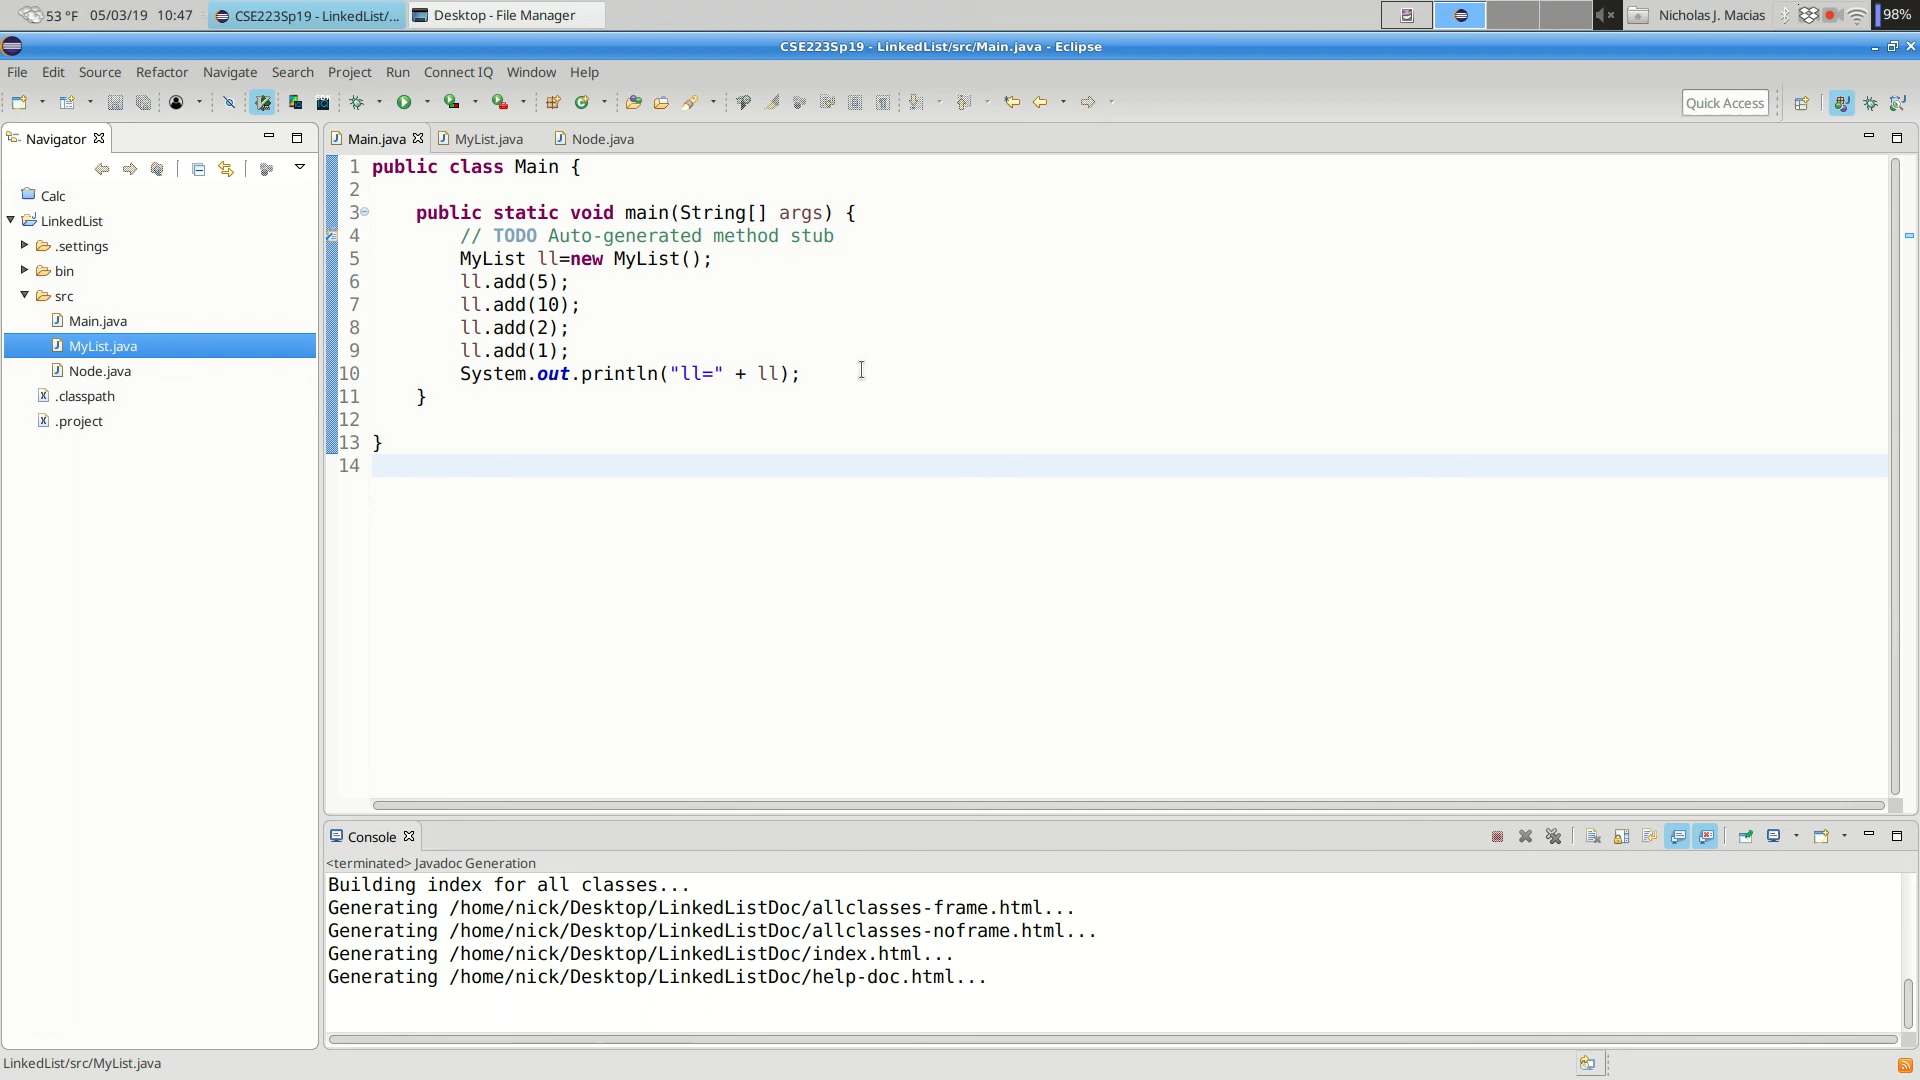 53 °F 05/03/19 10:47 CSE223Sp19 - LinkedList/... Desktop - File Manager Nicholas J. Macias 98%
CSE223Sp19 - LinkedList/src/Main.java - Eclipse
File Edit Source Refactor Navigate Search Project Run Connect IQ Window Help
Quick Access
Navigator
Calc
LinkedList
.settings
bin
src
Main.java
MyList.java
Node.java
.classpath
.project
Main.java MyList.java Node.java
1 public class Main {
2
3 public static void main(String[] args) {
4 // TODO Auto-generated method stub
5 MyList ll=new MyList();
6 ll.add(5);
7 ll.add(10);
8 ll.add(2);
9 ll.add(1);
10 System.out.println("ll=" + ll);
11 }
12
13 }
14
Console
<terminated> Javadoc Generation
Building index for all classes...
Generating /home/nick/Desktop/LinkedListDoc/allclasses-frame.html...
Generating /home/nick/Desktop/LinkedListDoc/allclasses-noframe.html...
Generating /home/nick/Desktop/LinkedListDoc/index.html...
Generating /home/nick/Desktop/LinkedListDoc/help-doc.html...
LinkedList/src/MyList.java